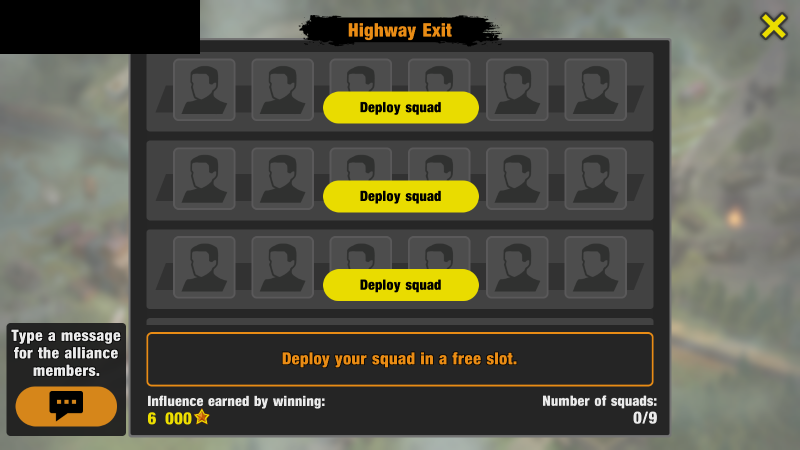 Highway Exit
Deploy squad
Deploy squad
Deploy squad
Type a message
for the alliance
members.
Deploy your squad in a free slot.
Influence earned by winning:
6 000
Number of squads:
0/9